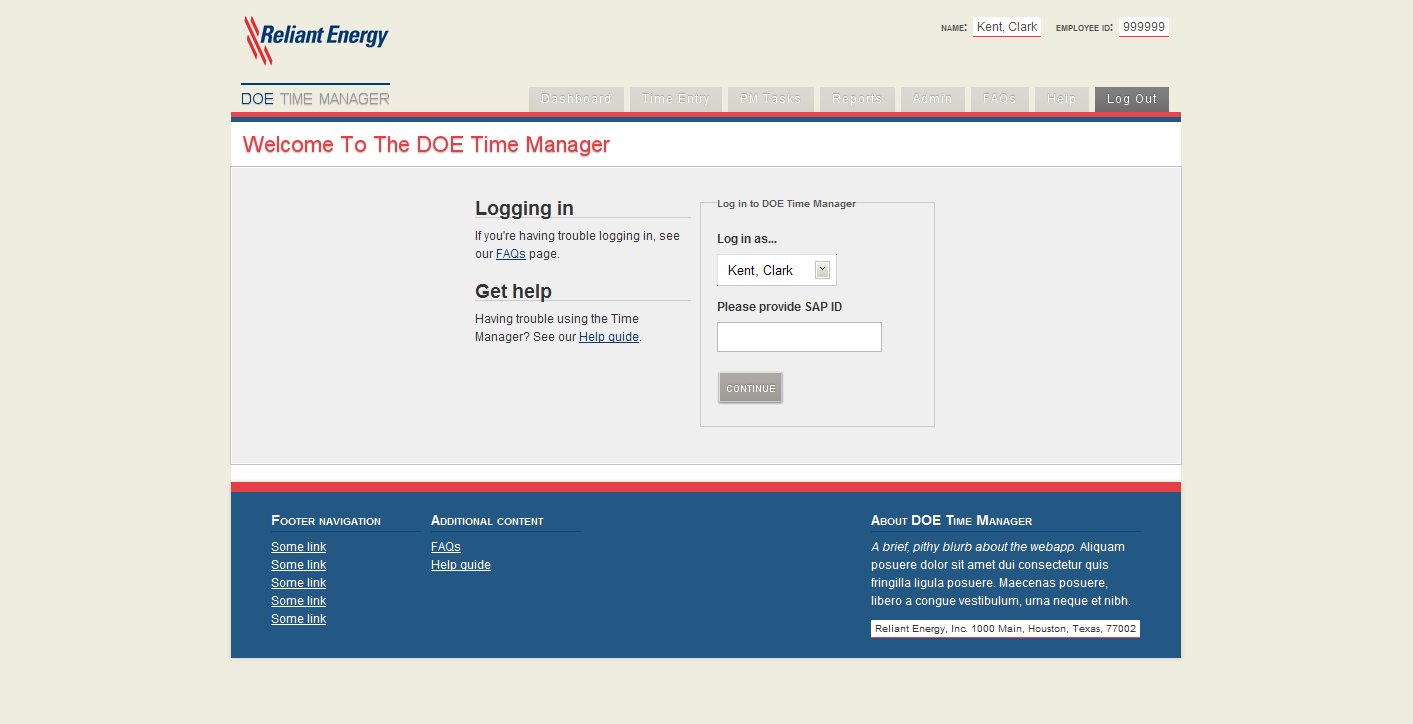 Reliant Energy
NAME: Kent, Clark EMPLOYEE ID: 999999
DOE TIME MANAGER
Dashboard Time Entry PM Tasks Reports Admin FAQs Help Log Out
Welcome To The DOE Time Manager
Logging in
If you're having trouble logging in, see
our FAQs page.
Get help
Having trouble using the Time
Manager? See our Help guide.
Log in to DOE Time Manager
Log in as...
Kent, Clark
Please provide SAP ID
CONTINUE
FOOTER NAVIGATION
Some link
Some link
Some link
Some link
Some link
ADDITIONAL CONTENT
FAQs
Help guide
ABOUT DOE TIME MANAGER
A brief, pithy blurb about the webapp. Aliquam
posuere dolor sit amet dui consectetur quis
fringilla ligula posuere. Maecenas posuere,
libero a congue vestibulum, urna neque et nibh.
Reliant Energy, Inc. 1000 Main, Houston, Texas, 77002